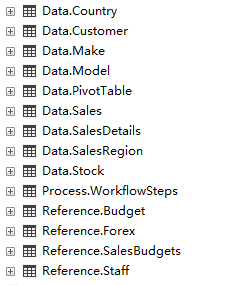 Data.Country
Data.Customer
Data.Make
Data.Model
Data.PivotTable
Data.Sales
Data.SalesDetails
Data.SalesRegion
Data.Stock
Process.WorkflowSteps
Reference.Budget
Reference.Forex
Reference.SalesBudgets
Reference.Staff